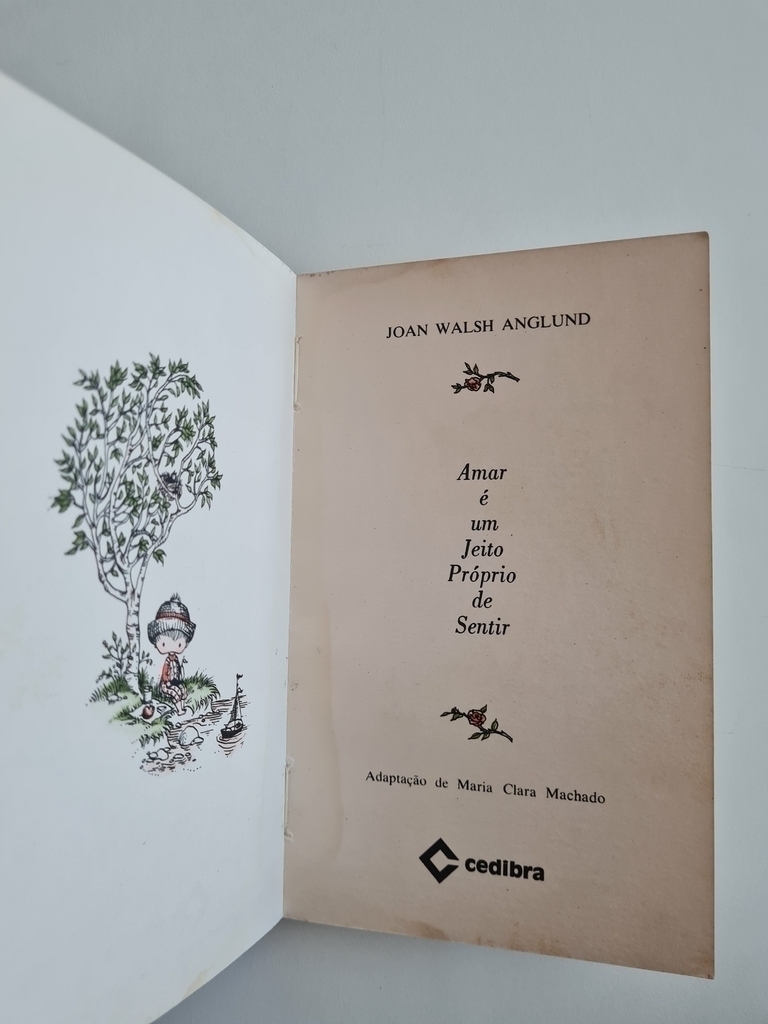 JOAN WALSH ANGLUND
Amar
é
um
Jeito
Próprio
de
Sentir
Adaptação de Maria Clara Machado
cedibra